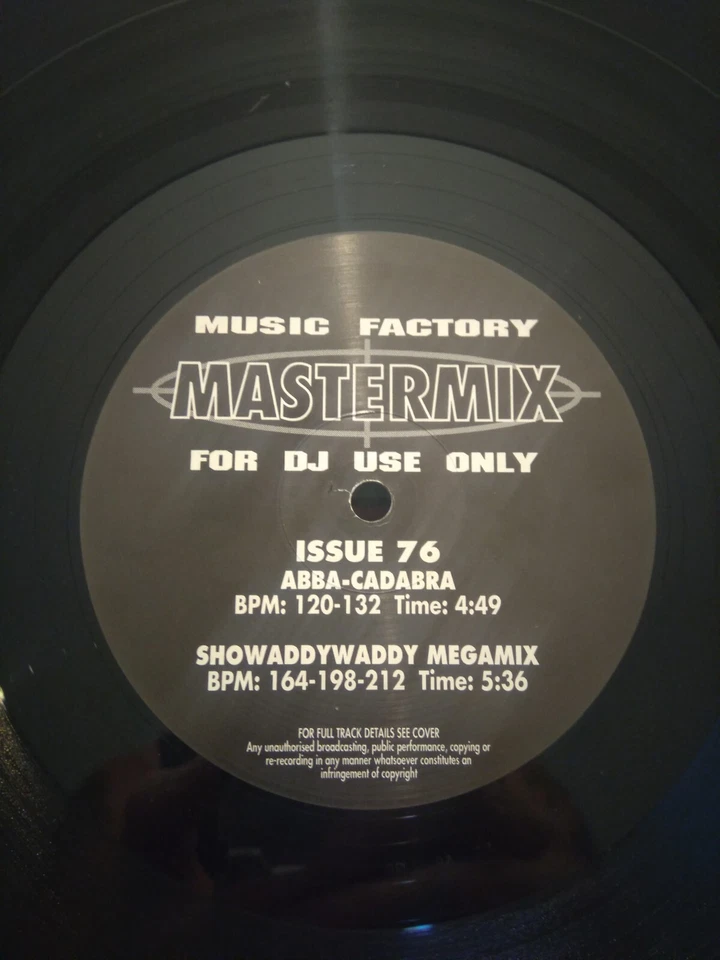 MUSIC FACTORY
MASTERMIX
FOR DJ USE ONLY
ISSUE 76
ABBA-CADABRA
BPM: 120-132 Time: 4:49
SHOWADDYWADDY MEGAMIX
BPM: 164-198-212 Time: 5:36
FOR FULL TRACK DETAILS SEE COVER
Any unauthorised broadcasting, public performance, copying or
re-recording in any manner whatsoever constitutes an
infringement of copyright